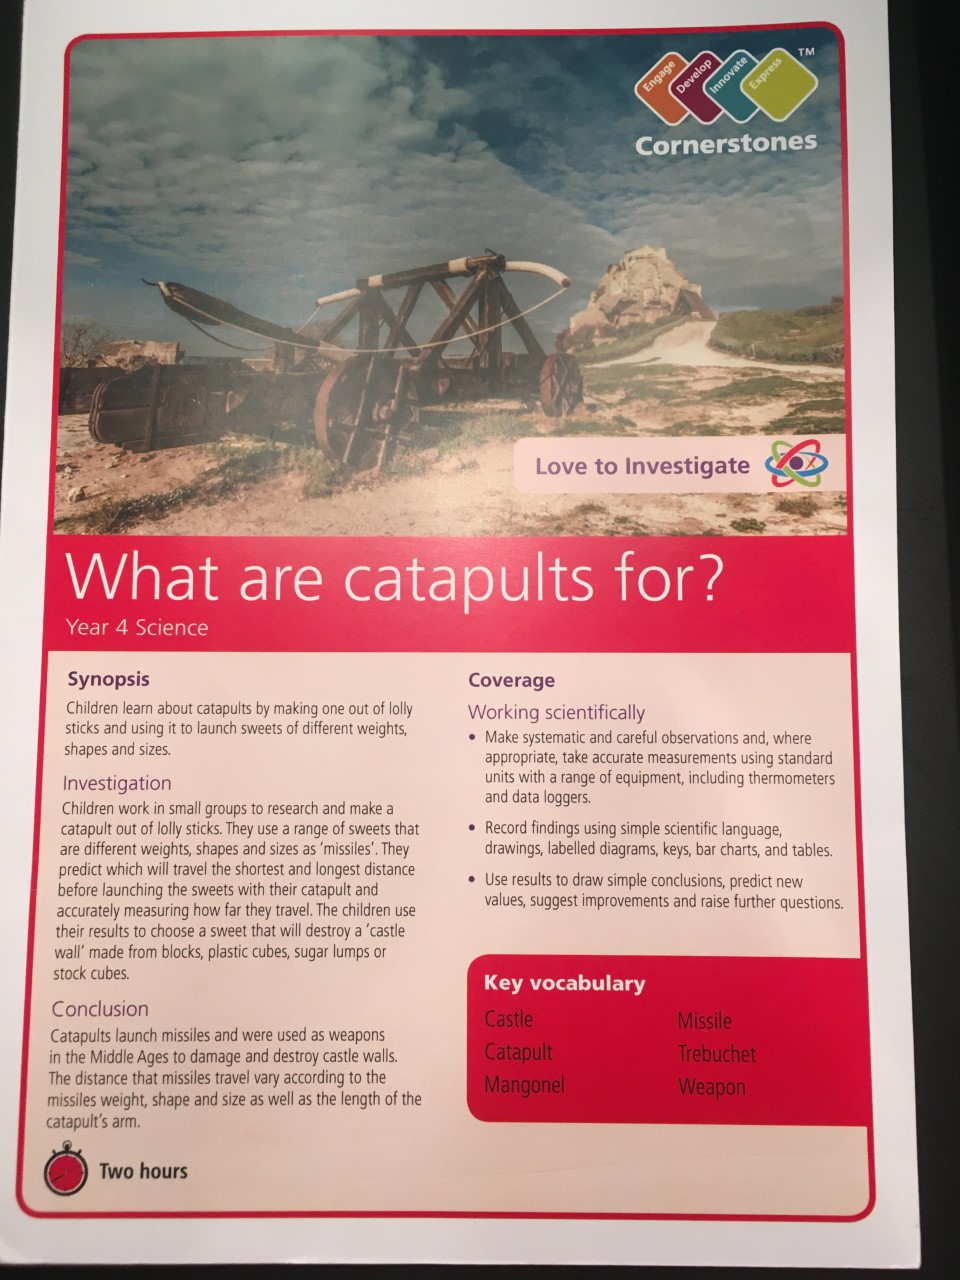 Engage
Develop
Innovate
Express
TM
Cornerstones
Love to Investigate
What are catapults for?
Year 4 Science
Synopsis
Children learn about catapults by making one out of lolly
sticks and using it to launch sweets of different weights,
shapes and sizes.
Investigation
Children work in small groups to research and make a
catapult out of lolly sticks. They use a range of sweets that
are different weights, shapes and sizes as 'missiles'. They
predict which will travel the shortest and longest distance
before launching the sweets with their catapult and
accurately measuring how far they travel. The children use
their results to choose a sweet that will destroy a 'castle
wall' made from blocks, plastic cubes, sugar lumps or
stock cubes.
Conclusion
Catapults launch missiles and were used as weapons
in the Middle Ages to damage and destroy castle walls.
The distance that missiles travel vary according to the
missiles weight, shape and size as well as the length of the
catapult's arm.
Two hours
Coverage
Working scientifically
• Make systematic and careful observations and, where
appropriate, take accurate measurements using standard
units with a range of equipment, including thermometers
and data loggers.
• Record findings using simple scientific language,
drawings, labelled diagrams, keys, bar charts, and tables.
• Use results to draw simple conclusions, predict new
values, suggest improvements and raise further questions.
Key vocabulary
Castle
Catapult
Mangonel
Missile
Trebuchet
Weapon